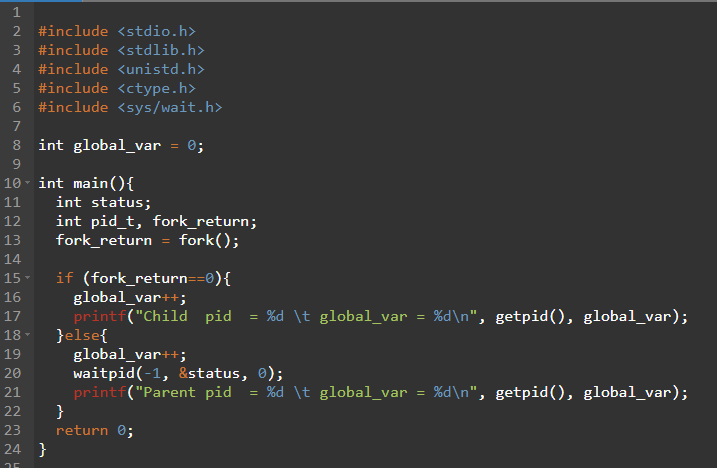 1
2 #include <stdio.h>
3 #include <stdlib.h>
4 #include <unistd.h>
5 #include <ctype.h>
6 #include <sys/wait.h>
7
8 int global_var = 0;
9
10 int main(){
11   int status;
12   int pid_t, fork_return;
13   fork_return = fork();
14
15   if (fork_return==0){
16     global_var++;
17     printf("Child  pid  = %d \t global_var = %d\n", getpid(), global_var);
18   }else{
19     global_var++;
20     waitpid(-1, &status, 0);
21     printf("Parent pid  = %d \t global_var = %d\n", getpid(), global_var);
22   }
23   return 0;
24 }
25